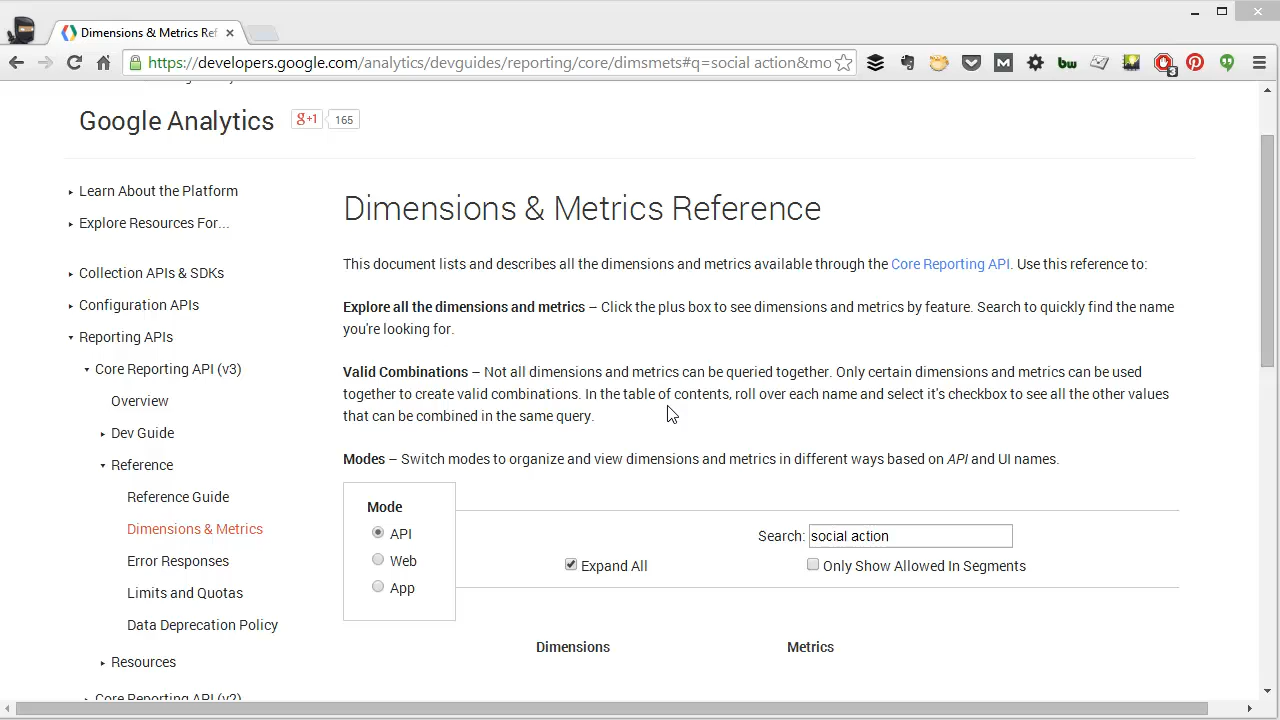 Dimensions & Metrics Ref
https://developers.google.com/analytics/devguides/reporting/core/dimsmets#q=social action&mo
M
bw
3
Google Analytics
g+1
165
Learn About the Platform
Explore Resources For...
Collection APIs & SDKs
Configuration APIs
Reporting APIs
Core Reporting API (v3)
Overview
Dev Guide
Reference
Reference Guide
Dimensions & Metrics
Error Responses
Limits and Quotas
Data Deprecation Policy
Resources
Core Reporting API (v2)
Dimensions & Metrics Reference
This document lists and describes all the dimensions and metrics available through the Core Reporting API. Use this reference to:
Explore all the dimensions and metrics – Click the plus box to see dimensions and metrics by feature. Search to quickly find the name
you're looking for.
Valid Combinations – Not all dimensions and metrics can be queried together. Only certain dimensions and metrics can be used
together to create valid combinations. In the table of contents, roll over each name and select it's checkbox to see all the other values
that can be combined in the same query.
Modes – Switch modes to organize and view dimensions and metrics in different ways based on API and UI names.
Mode
API
Web
App
Search: social action
Expand All
Only Show Allowed In Segments
Dimensions
Metrics